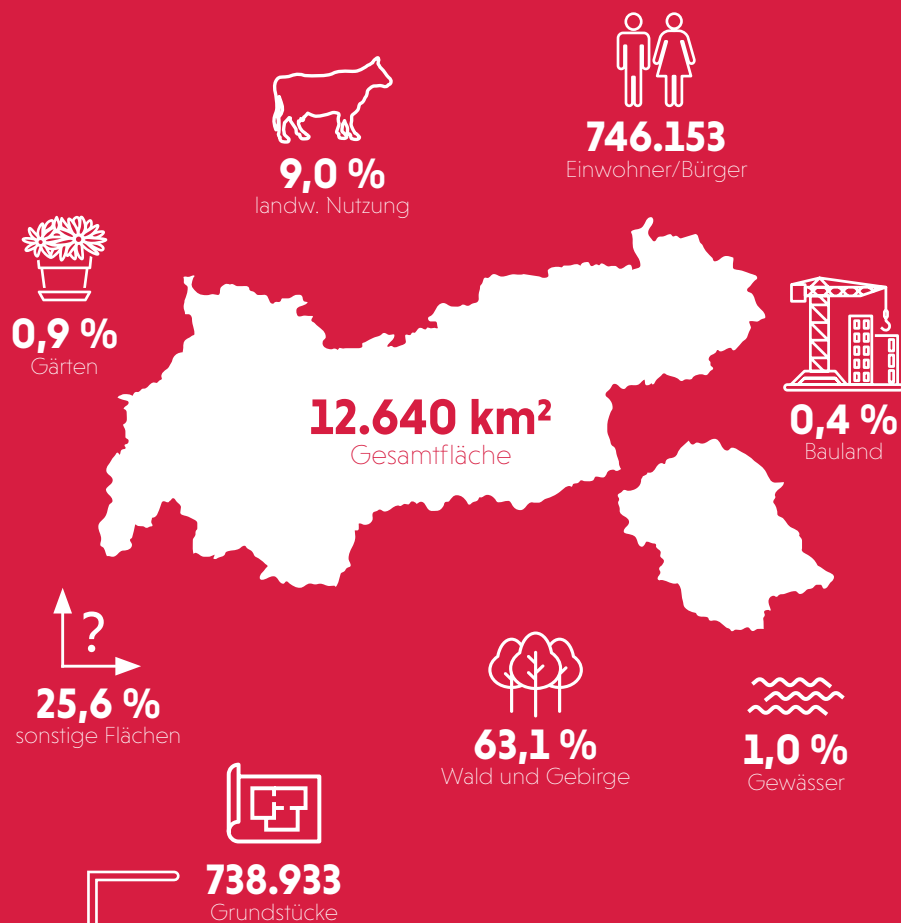 746.153
Einwohner/Bürger
9,0 %
landw. Nutzung
0,9 %
Gärten
12.640 km²
Gesamtfläche
0,4 %
Bauland
?
25,6 %
sonstige Flächen
63,1 %
Wald und Gebirge
1,0 %
Gewässer
738.933
Grundstücke